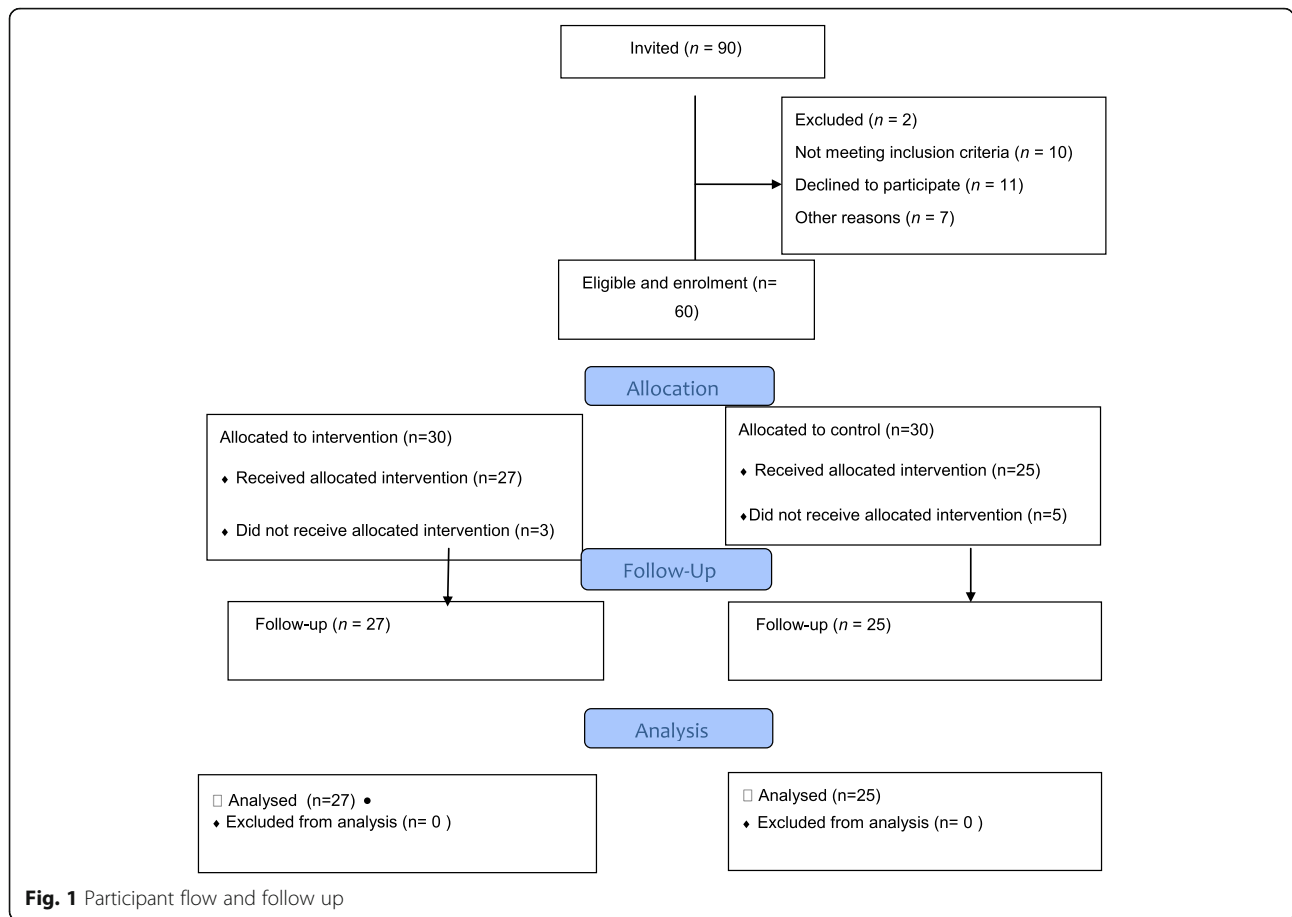 Invited (n = 90)
Excluded (n = 2)
Not meeting inclusion criteria (n = 10)
Declined to participate (n = 11)
Other reasons (n = 7)
Eligible and enrolment (n=
60)
Allocation
Allocated to intervention (n=30)
♦ Received allocated intervention (n=27)
♦ Did not receive allocated intervention (n=3)
Allocated to control (n=30)
♦ Received allocated intervention (n=25)
♦Did not receive allocated intervention (n=5)
Follow-Up
Follow-up (n = 27)
Follow-up (n = 25)
Analysis
□ Analysed (n=27) •
♦ Excluded from analysis (n= 0 )
□ Analysed (n=25)
♦ Excluded from analysis (n= 0 )
Fig. 1 Participant flow and follow up